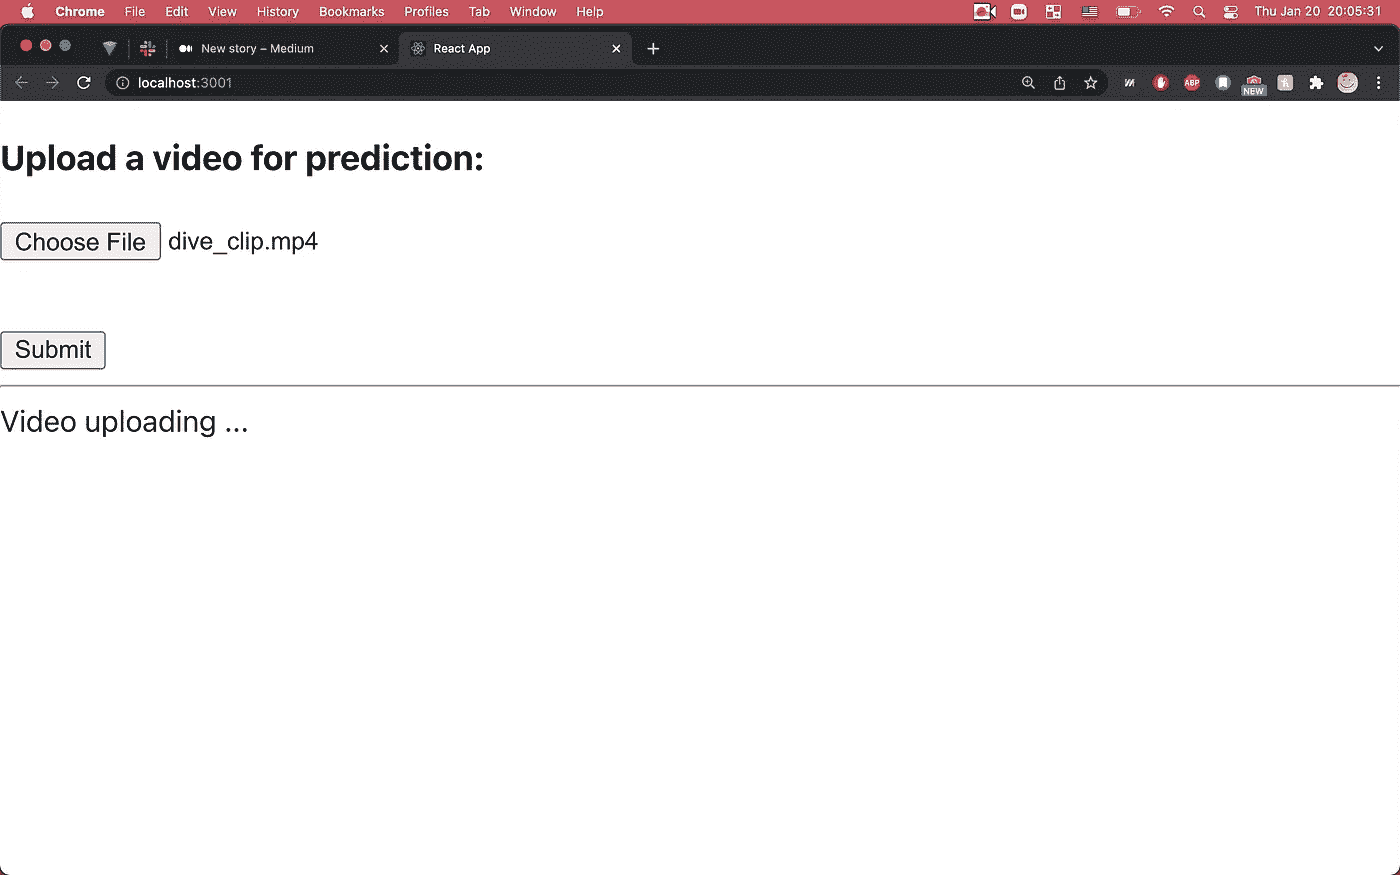 Chrome File Edit View History Bookmarks Profiles Tab Window Help Thu Jan 20 20:05:31
New story – Medium React App
localhost:3001 ABP NEW
Upload a video for prediction:
Choose File dive_clip.mp4
Submit
Video uploading ...